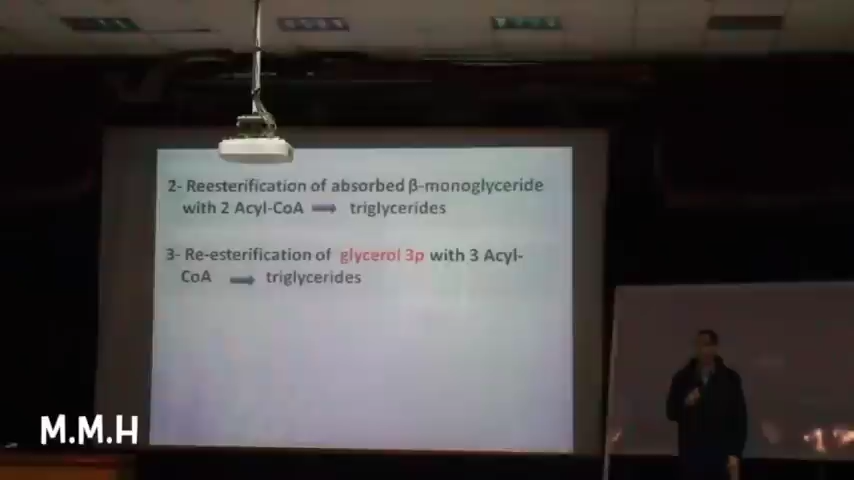 2- Reesterification of absorbed β-monoglyceride
with 2 Acyl-CoA ➡ triglycerides
3- Re-esterification of glycerol 3p with 3 Acyl-
CoA ➡ triglycerides
M.M.H